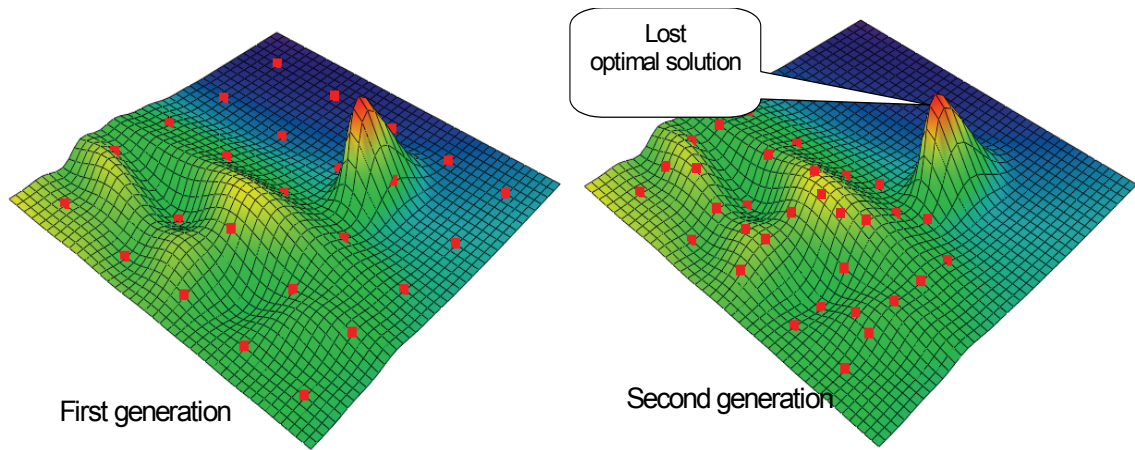 Lost
optimal solution
First generation
Second generation